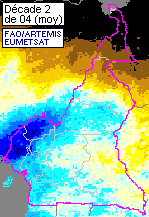 Décade 2
de 04 (moy)
FAO/ARTEMIS
EUMETSAT